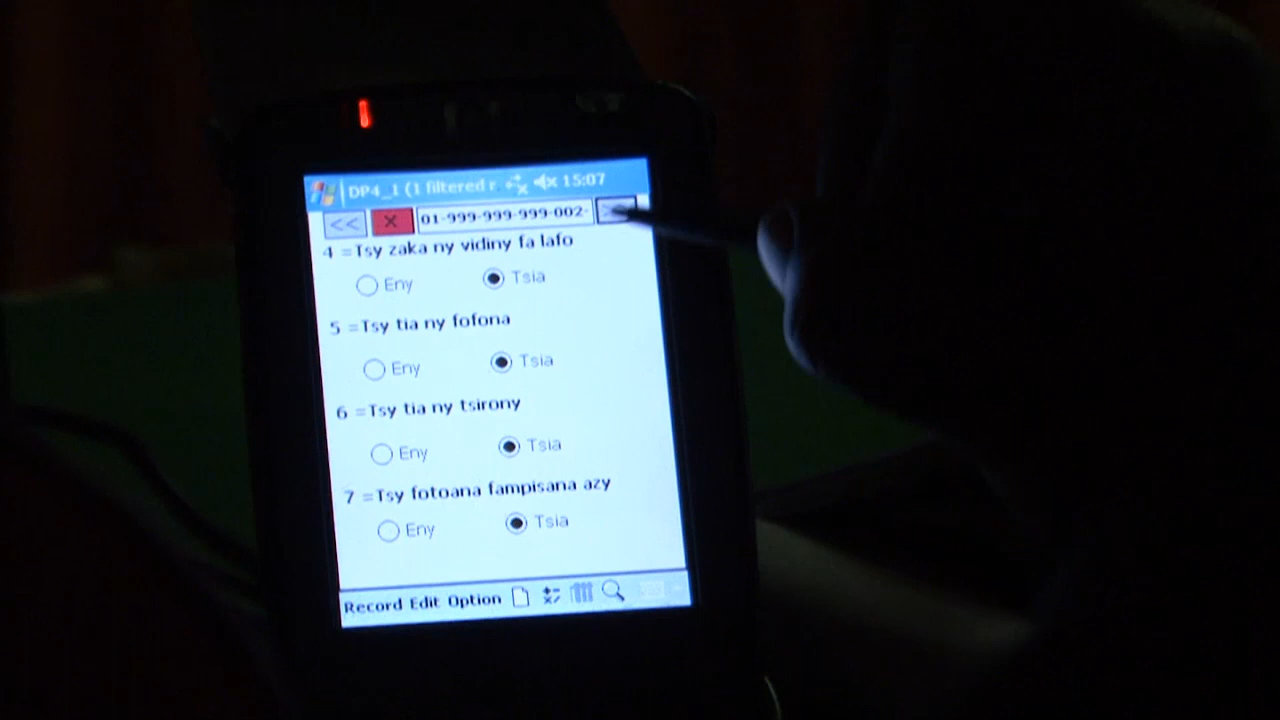 DP4_1 (1 filtered r. 15:07
<< X 01-999-999-999-002-
4 =Tsy zaka ny vidiny fa lafo
Eny Tsia
5 =Tsy tia ny fofona
Eny Tsia
6 =Tsy tia ny tsirony
Eny Tsia
7 =Tsy fotoana fampisana azy
Eny Tsia
Record Edit Option